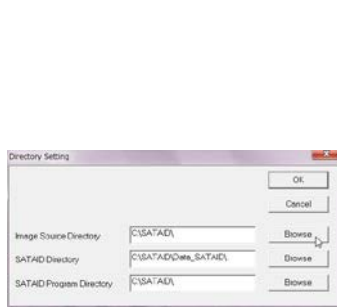 Directory Setting
OK
Cancel
Image Source Directory C:\SATAID\ Browse
SATAID Directory C:\SATAID\Data_SATAID\ Browse
SATAID Program Directory C:\SATAID\ Browse